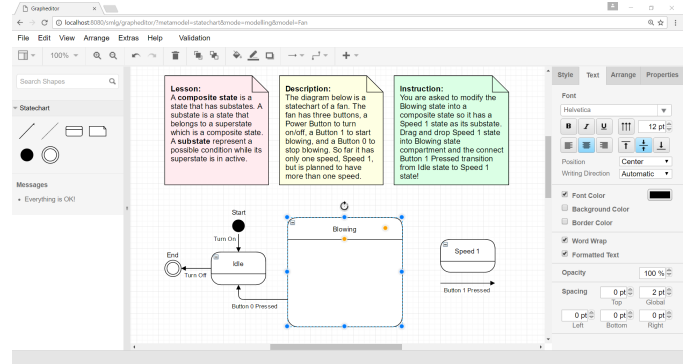 Grapheditor
localhost:8080/smlg/grapheditor/?metamodel=statechart&mode=modelling&model=Fan
File Edit View Arrange Extras Help Validation
100%
Search Shapes
Statechart
Messages
Everything is OK!
Lesson:
A composite state is a
state that has substates. A
substate is a state that
belongs to a superstate
which is a composite state.
A substate represent a
possible condition while its
superstate is in active.
Description:
The diagram below is a
statechart of a fan. The
fan has three buttons, a
Power Button to turn
on/off, a Button 1 to start
blowing, and a Button 0 to
stop blowing. So far it has
only one speed, Speed 1,
but is planned to have
more than one speed.
Instruction:
You are asked to modify the
Blowing state into a
composite state so it has a
Speed 1 state as its substate.
Drag and drop Speed 1 state
into Blowing state
compartment and the connect
Button 1 Pressed transition
from Idle state to Speed 1
state!
Start
Turn On
End
Turn Off
Idle
Button 0 Pressed
Blowing
Speed 1
Button 1 Pressed
Style Text Arrange Properties
Font
Helvetica
B I U 12 pt
Position Center
Writing Direction Automatic
Font Color
Background Color
Border Color
Word Wrap
Formatted Text
Opacity 100 %
Spacing 0 pt 2 pt
Top Global
0 pt 0 pt 0 pt
Left Bottom Right